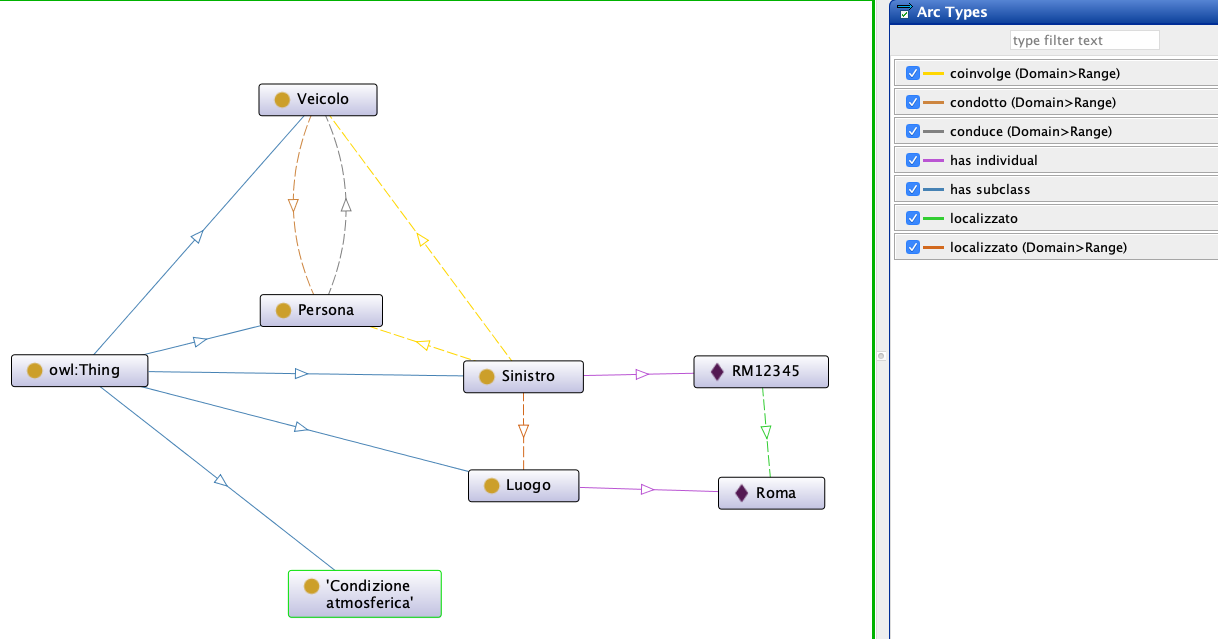 Veicolo
Persona
owl:Thing
Sinistro
RM12345
Luogo
Roma
'Condizione
atmosferica'
Arc Types
type filter text
coinvolge (Domain>Range)
condotto (Domain>Range)
conduce (Domain>Range)
has individual
has subclass
localizzato
localizzato (Domain>Range)